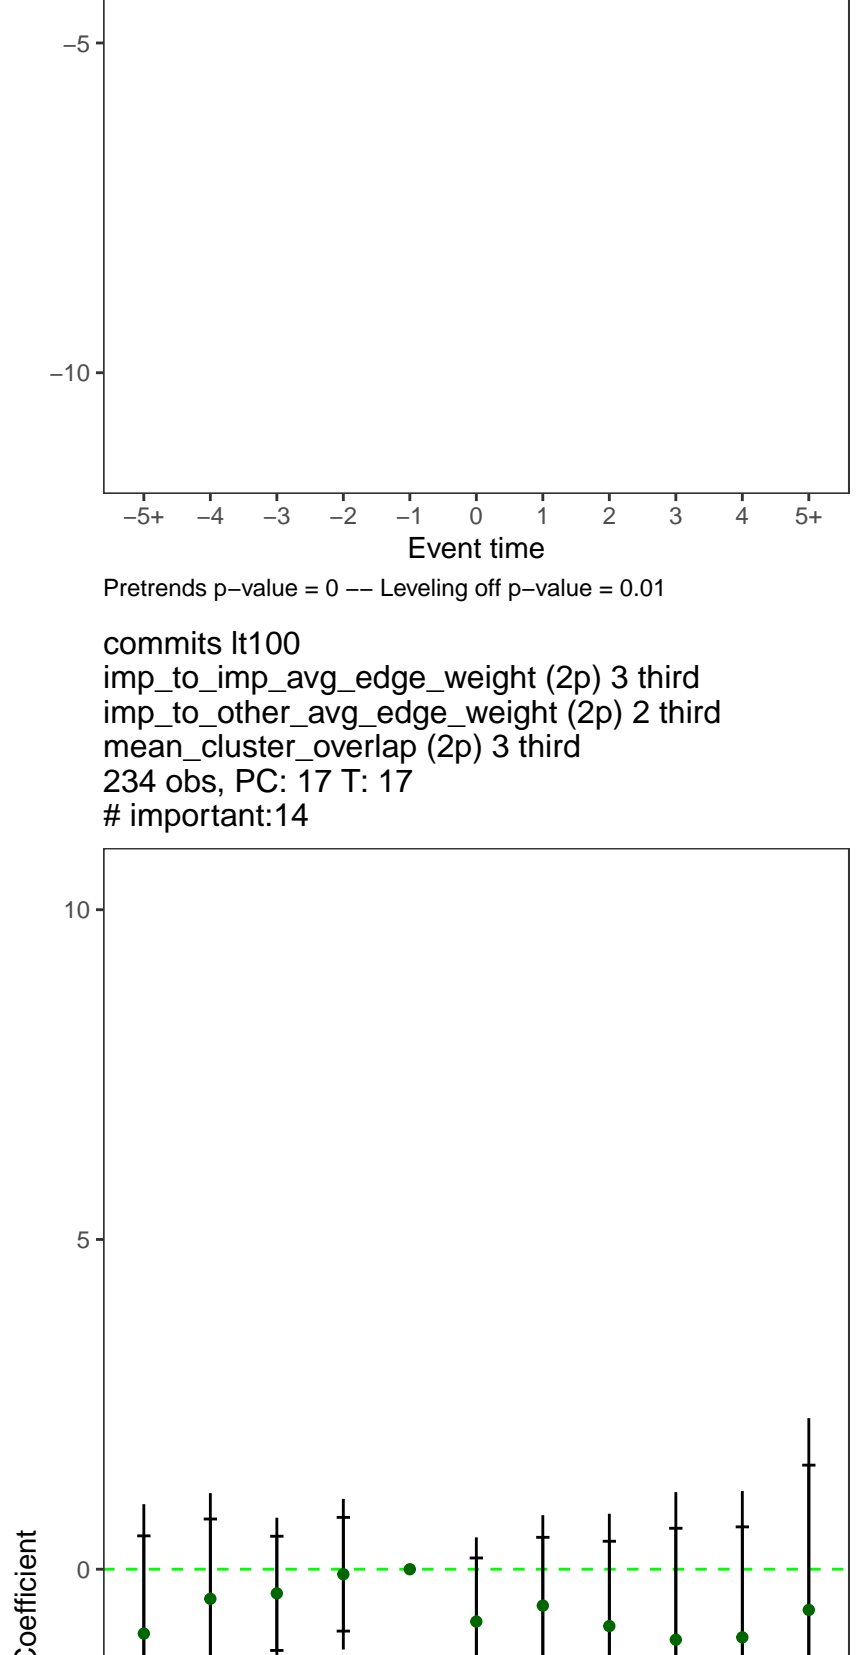 −5
−10
−5+ −4 −3 −2 −1 0 1 2 3 4 5+
Event time
Pretrends p−value = 0 −− Leveling off p−value = 0.01
commits lt100
imp_to_imp_avg_edge_weight (2p) 3 third
imp_to_other_avg_edge_weight (2p) 2 third
mean_cluster_overlap (2p) 3 third
234 obs, PC: 17 T: 17
# important:14
10
5
0
Coefficient